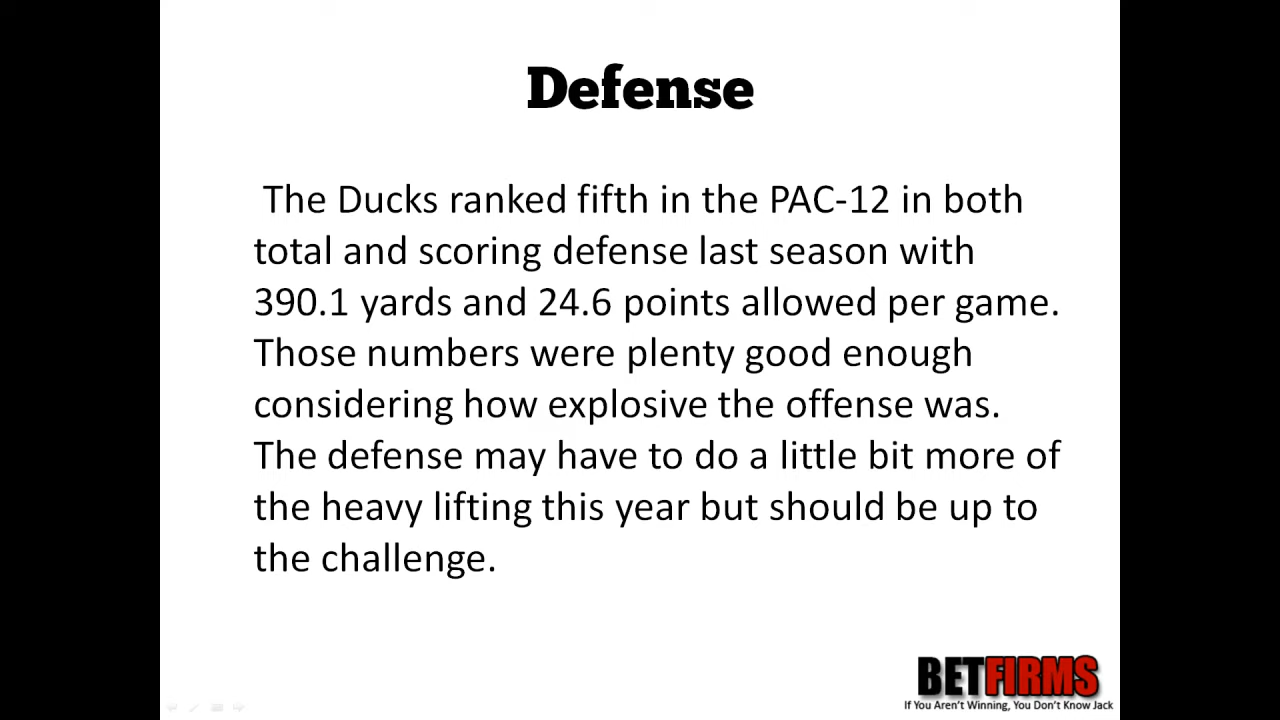 Defense
The Ducks ranked fifth in the PAC-12 in both
total and scoring defense last season with
390.1 yards and 24.6 points allowed per game.
Those numbers were plenty good enough
considering how explosive the offense was.
The defense may have to do a little bit more of
the heavy lifting this year but should be up to
the challenge.
BETFIRMS
If You Aren't Winning, You Don't Know Jack